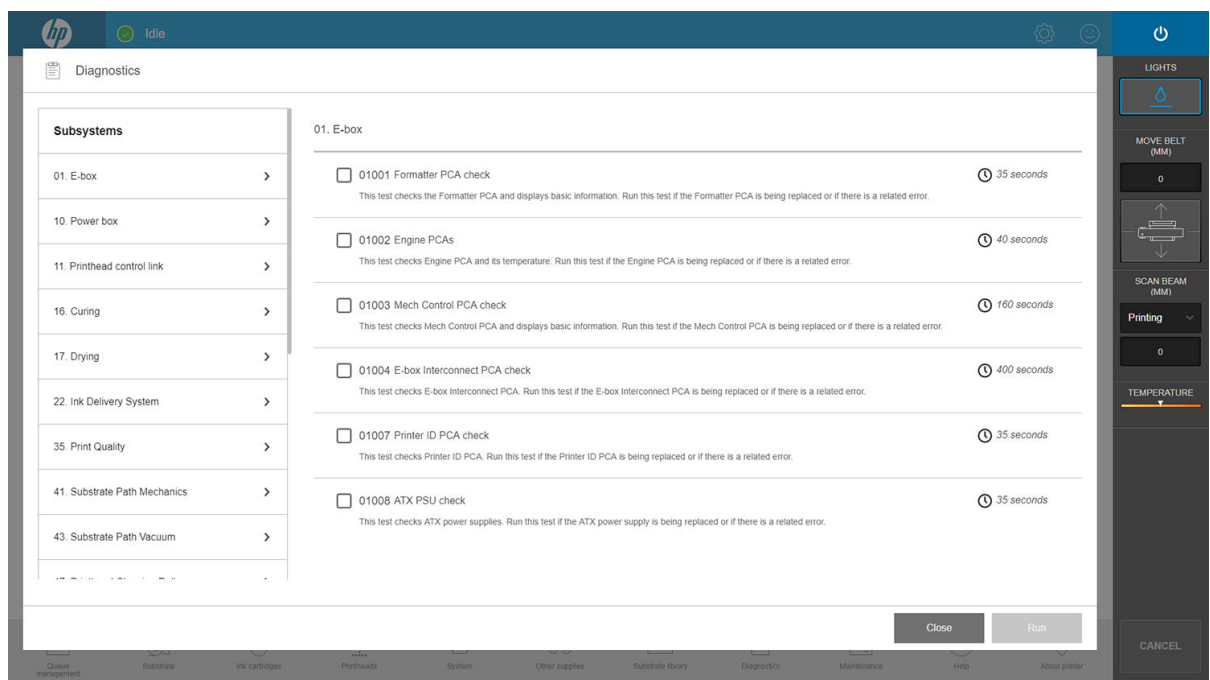 hp
Idle
Diagnostics
LIGHTS
MOVE BELT
(MM)
0
SCAN BEAM
(MM)
Printing
0
TEMPERATURE
CANCEL
Subsystems
01. E-box
10. Power box
11. Printhead control link
16. Curing
17. Drying
22. Ink Delivery System
35. Print Quality
41. Substrate Path Mechanics
43. Substrate Path Vacuum
01. E-box
01001 Formatter PCA check
35 seconds
This test checks the Formatter PCA and displays basic information. Run this test if the Formatter PCA is being replaced or if there is a related error.
01002 Engine PCAs
40 seconds
This test checks Engine PCA and its temperature. Run this test if the Engine PCA is being replaced or if there is a related error.
01003 Mech Control PCA check
160 seconds
This test checks Mech Control PCA and displays basic information. Run this test if the Mech Control PCA is being replaced or if there is a related error.
01004 E-box Interconnect PCA check
400 seconds
This test checks E-box Interconnect PCA. Run this test if the E-box Interconnect PCA is being replaced or if there is a related error.
01007 Printer ID PCA check
35 seconds
This test checks Printer ID PCA. Run this test if the Printer ID PCA is being replaced or if there is a related error.
01008 ATX PSU check
35 seconds
This test checks ATX power supplies. Run this test if the ATX power supply is being replaced or if there is a related error.
Close
Run
Queue
management
Substrate
Ink cartridges
Printheads
System
Other supplies
Substrate library
Diagnostics
Maintenance
Help
About printer